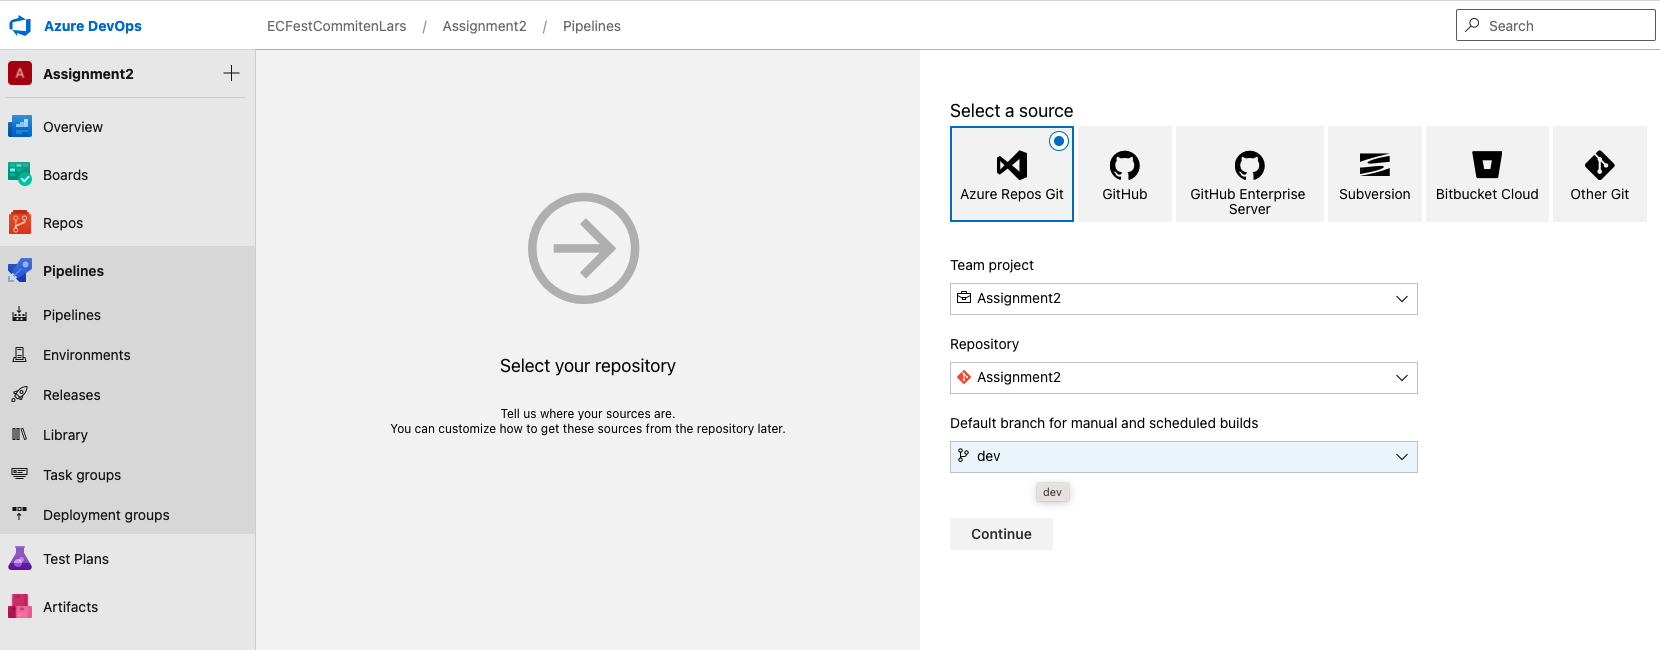 Azure DevOps
ECFestCommitenLars / Assignment2 / Pipelines
Search
A Assignment2
Overview
Boards
Repos
Pipelines
Pipelines
Environments
Releases
Library
Task groups
Deployment groups
Test Plans
Artifacts
Select your repository
Tell us where your sources are.
You can customize how to get these sources from the repository later.
Select a source
Azure Repos Git
GitHub
GitHub Enterprise
Server
Subversion
Bitbucket Cloud
Other Git
Team project
Assignment2
Repository
Assignment2
Default branch for manual and scheduled builds
dev
dev
Continue